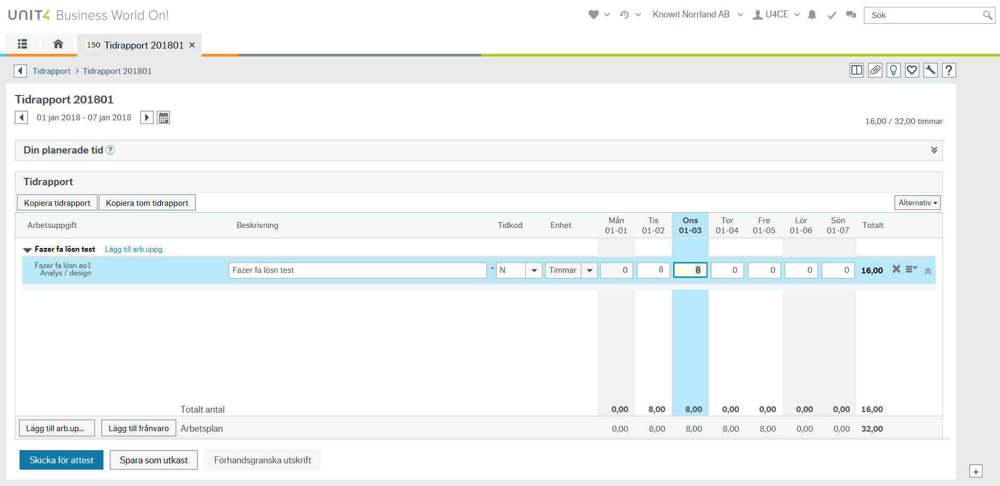 UNIT4 Business World On!
Knowit Norrland AB
U4CE
Sök
150 Tidrapport 201801
Tidrapport > Tidrapport 201801
?
Tidrapport 201801
01 jan 2018 - 07 jan 2018
16,00 / 32,00 timmar
Din planerade tid ?
Tidrapport
Kopiera tidrapport Kopiera tom tidrapport Alternativ
Arbetsuppgift Beskrivning Tidkod Enhet Mån 01-01 Tis 01-02 Ons 01-03 Tor 01-04 Fre 01-05 Lör 01-06 Sön 01-07 Totalt
Fazer fa lösn test Lägg till arb.uppg.
Fazer fa lösn ao1
Analys / design
Fazer fa lösn test * N Timmar 0 8 8 0 0 0 0 16,00
Totalt antal 0,00 8,00 8,00 0,00 0,00 0,00 0,00 16,00
Lägg till arb.up... Lägg till frånvaro Arbetsplan 0,00 8,00 8,00 8,00 8,00 0,00 0,00 32,00
Skicka för attest Spara som utkast Förhandsgranska utskrift
+